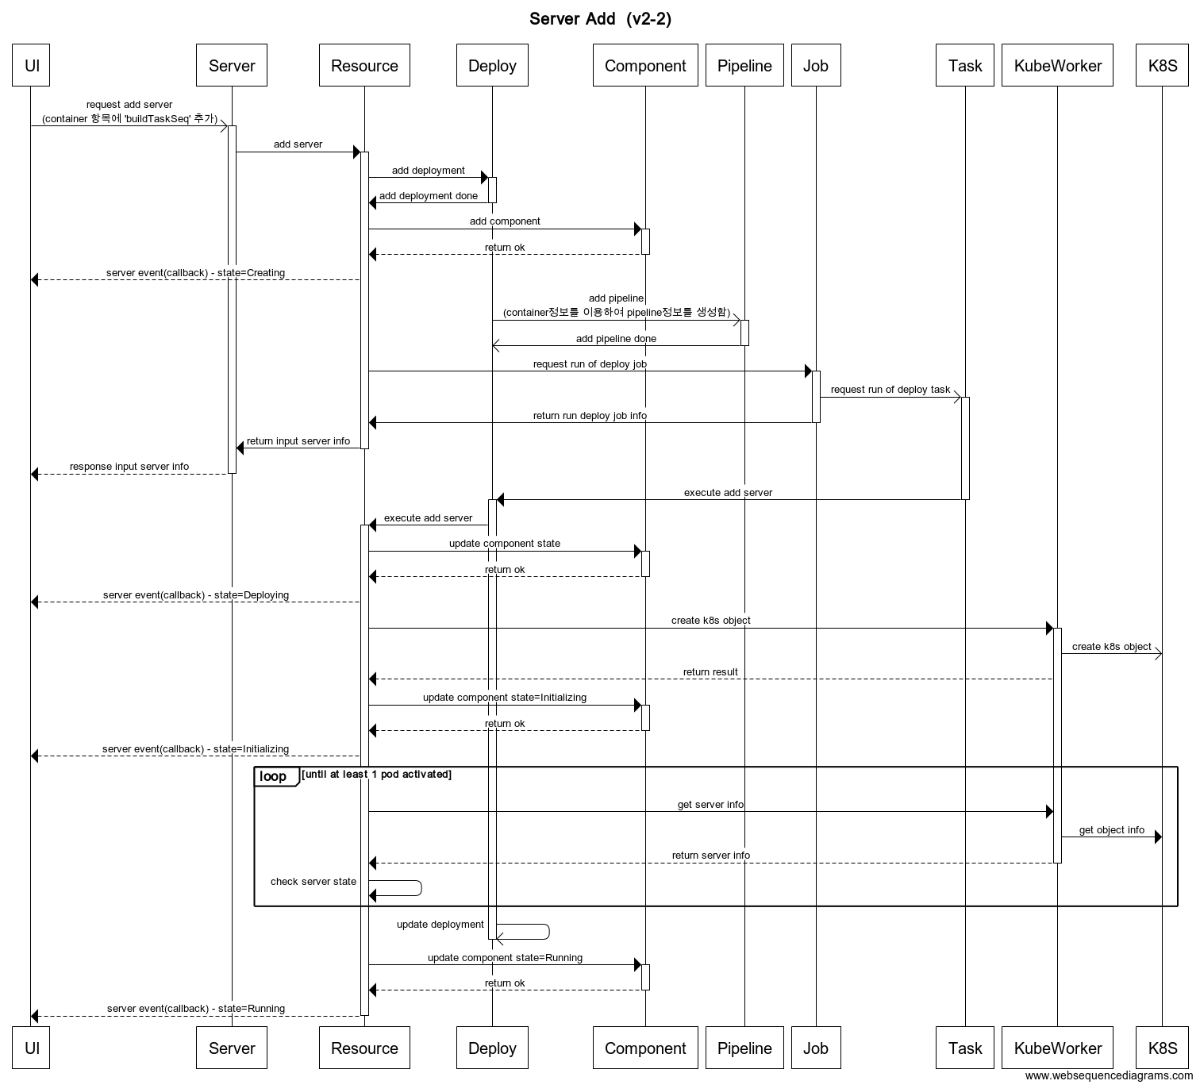 Server Add (v2-2)
UI
Server
Resource
Deploy
Component
Pipeline
Job
Task
KubeWorker
K8S
request add server
(container 항목에 'buildTaskSeq' 추가)
add server
add deployment
add deployment done
add component
return ok
server event(callback) - state=Creating
add pipeline
(container정보를 이용하여 pipeline정보를 생성함)
add pipeline done
request run of deploy job
request run of deploy task
return run deploy job info
return input server info
response input server info
execute add server
execute add server
update component state
return ok
server event(callback) - state=Deploying
create k8s object
create k8s object
return result
update component state=Initializing
return ok
server event(callback) - state=Initializing
loop
[until at least 1 pod activated]
get server info
get object info
return server info
check server state
update deployment
update component state=Running
return ok
server event(callback) - state=Running
UI
Server
Resource
Deploy
Component
Pipeline
Job
Task
KubeWorker
K8S
www.websequencediagrams.com